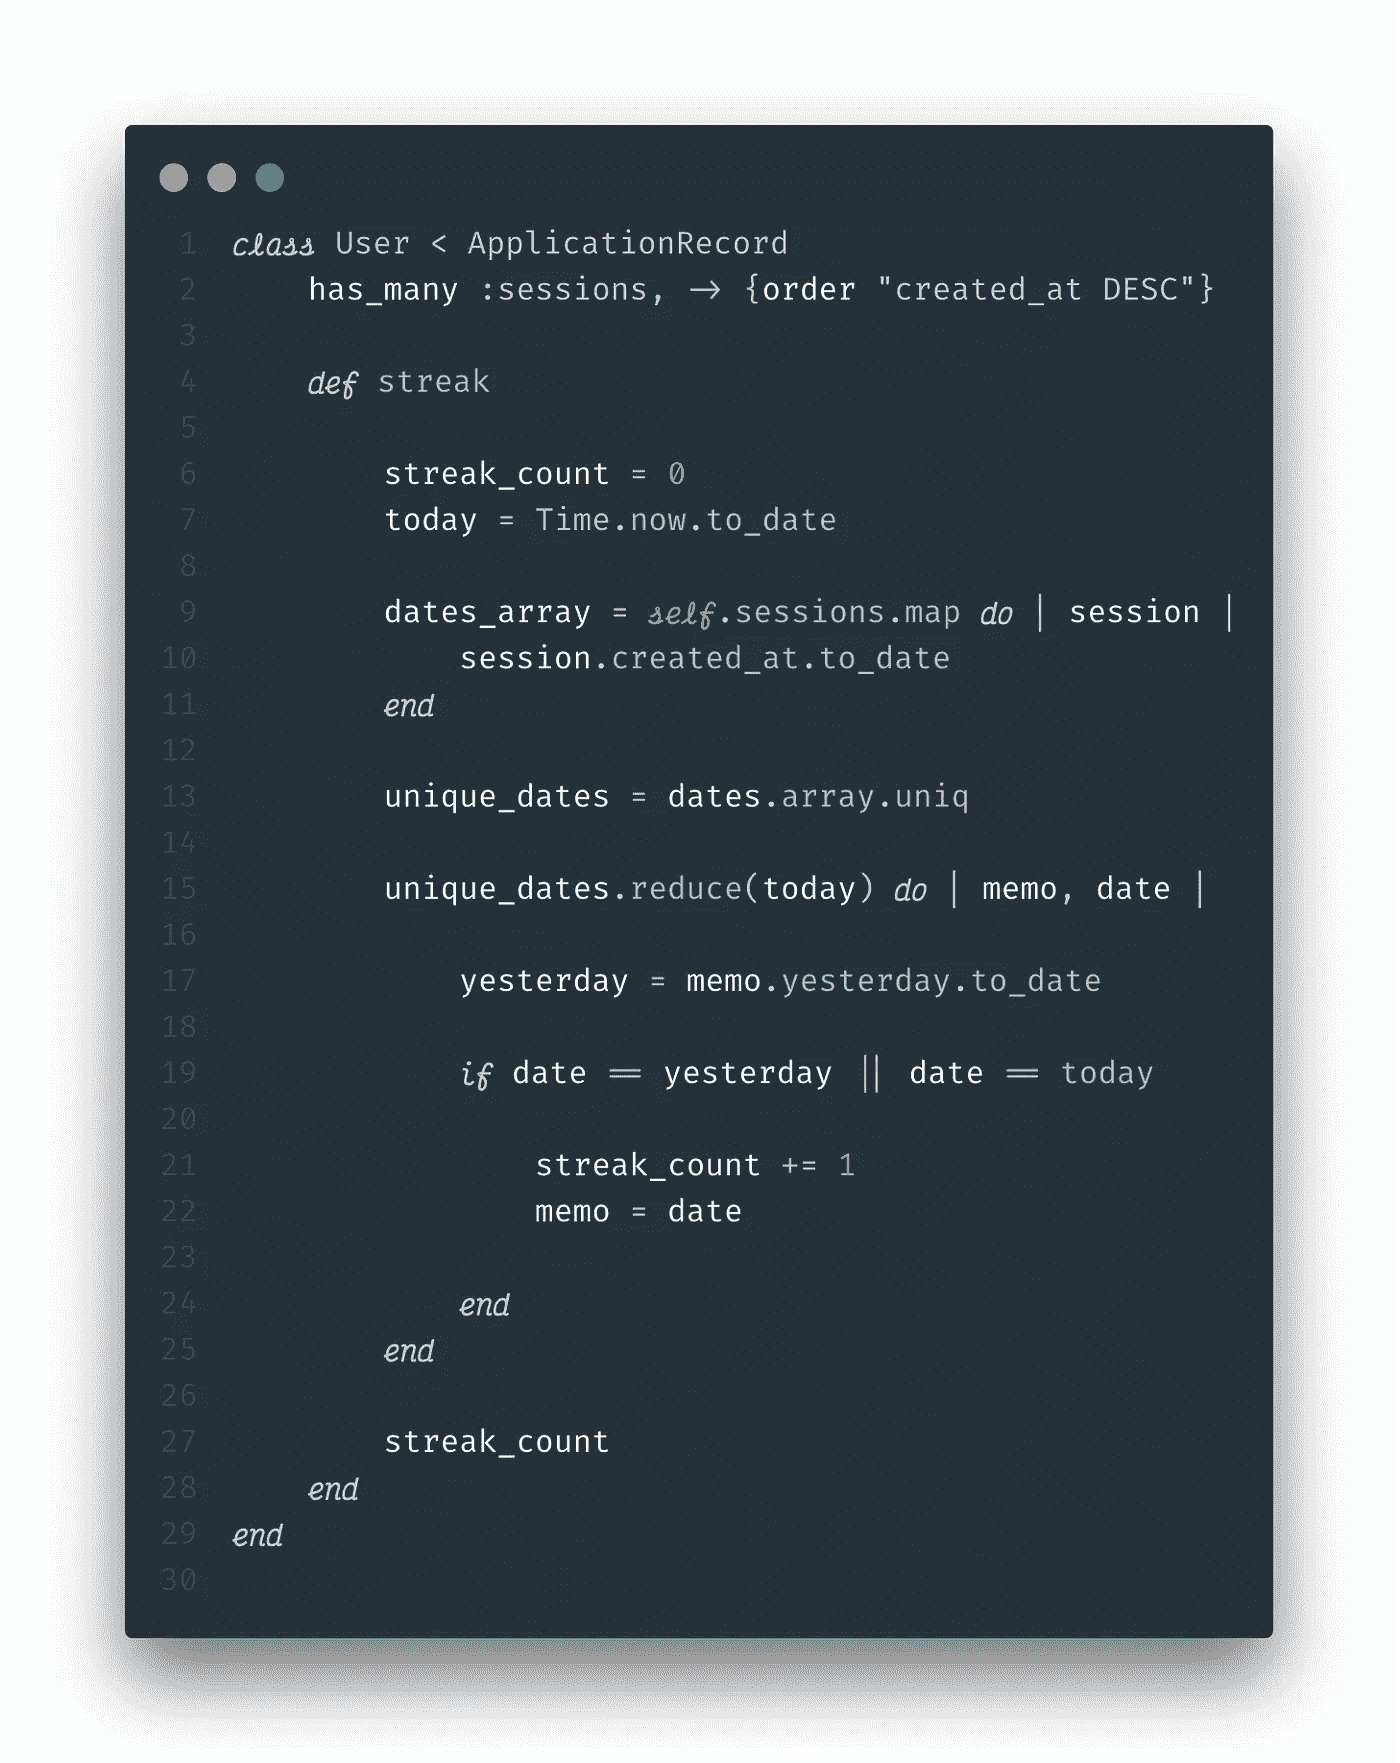 1 class User < ApplicationRecord
2 has_many :sessions, -> {order "created_at DESC"}
3
4 def streak
5
6 streak_count = 0
7 today = Time.now.to_date
8
9 dates_array = self.sessions.map do | session |
10 session.created_at.to_date
11 end
12
13 unique_dates = dates.array.uniq
14
15 unique_dates.reduce(today) do | memo, date |
16
17 yesterday = memo.yesterday.to_date
18
19 if date == yesterday || date == today
20
21 streak_count += 1
22 memo = date
23
24 end
25 end
26
27 streak_count
28 end
29 end
30